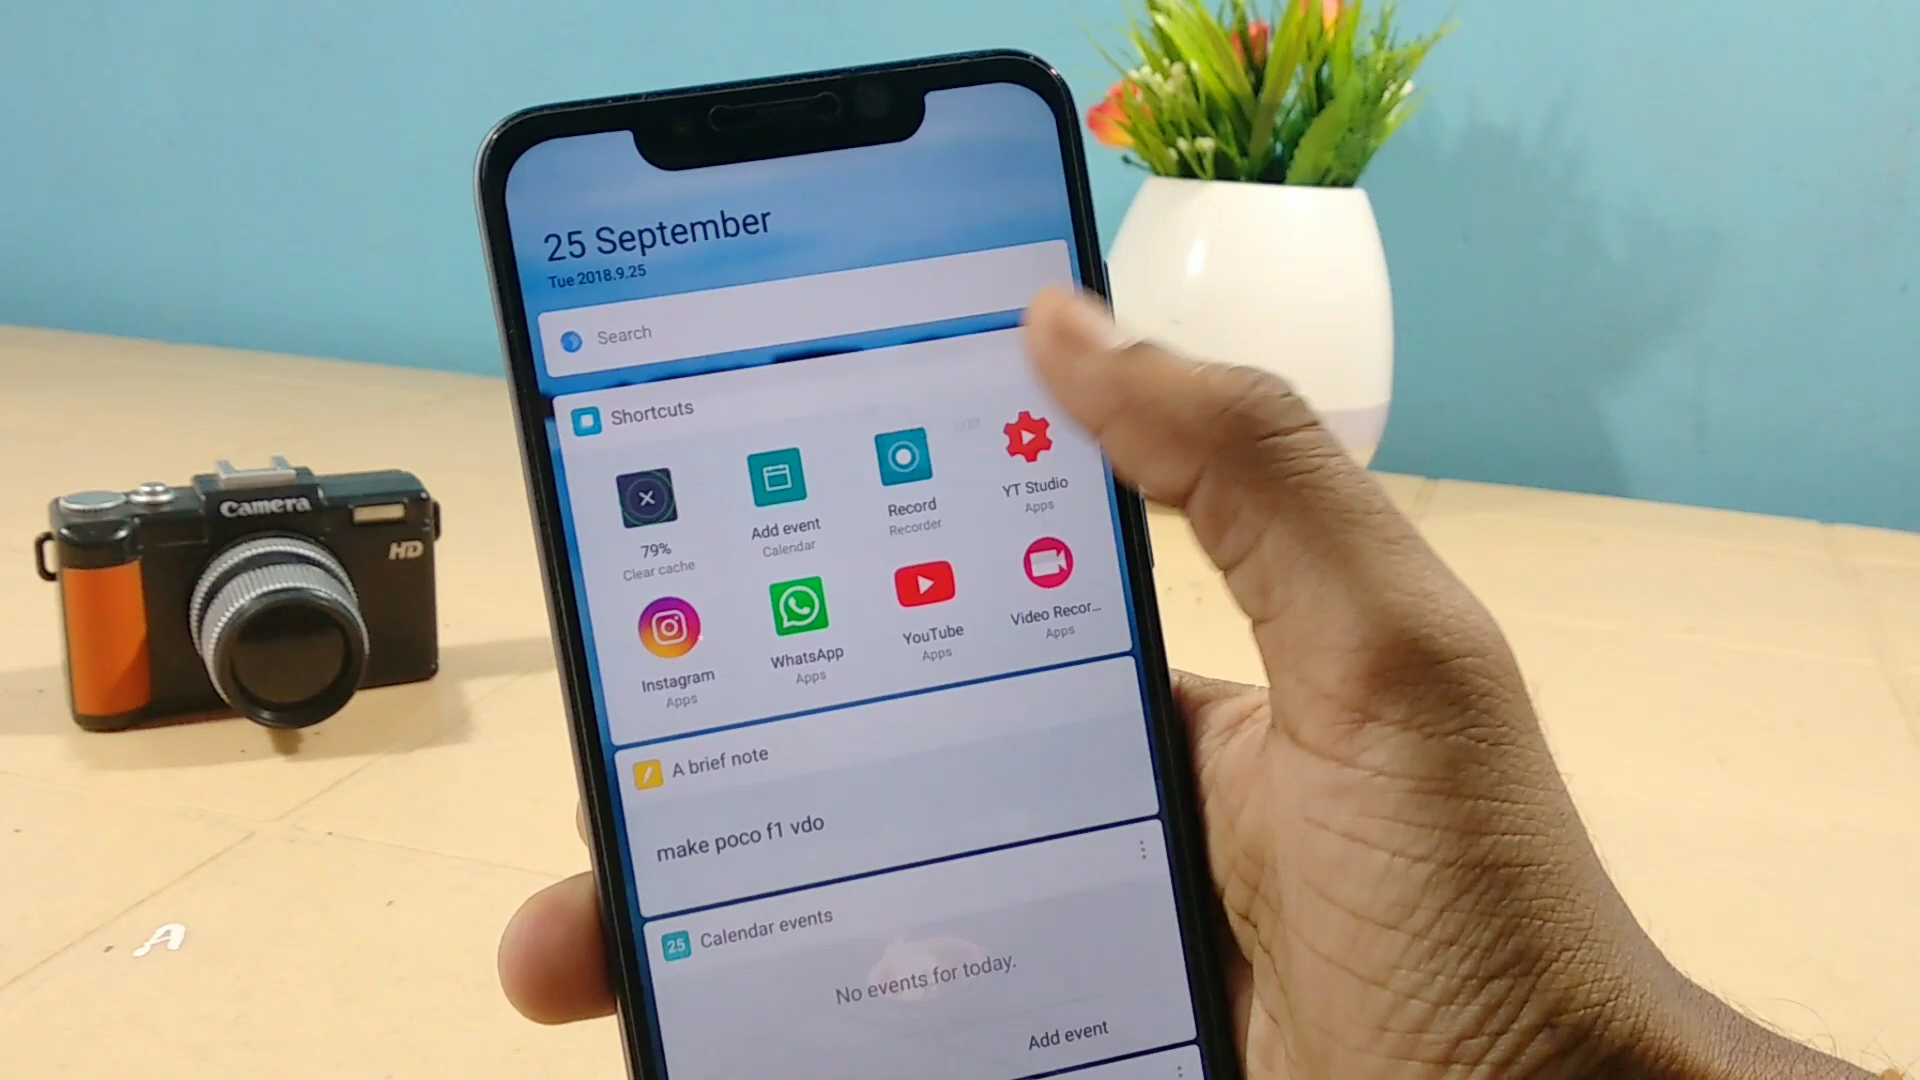 25 September
Tue 2018.9.25
Search
Shortcuts
Edit
79%
Clear cache
Add event
Calendar
Record
Recorder
YT Studio
Apps
Instagram
Apps
WhatsApp
Apps
YouTube
Apps
Video Recor...
Apps
A brief note
make poco f1 vdo
25 Calendar events
No events for today.
Add event
Camera
HD
A